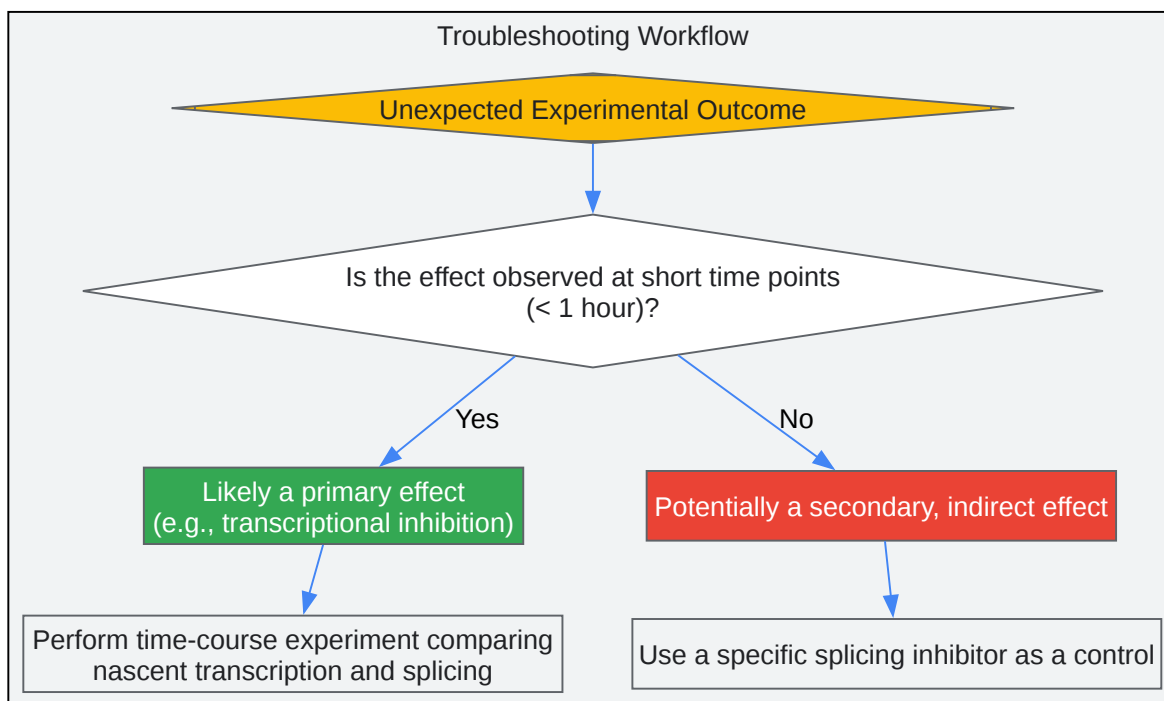 Troubleshooting Workflow
Unexpected Experimental Outcome
Is the effect observed at short time points
(< 1 hour)?
Yes
No
Likely a primary effect
(e.g., transcriptional inhibition)
Potentially a secondary, indirect effect
Perform time-course experiment comparing
nascent transcription and splicing
Use a specific splicing inhibitor as a control